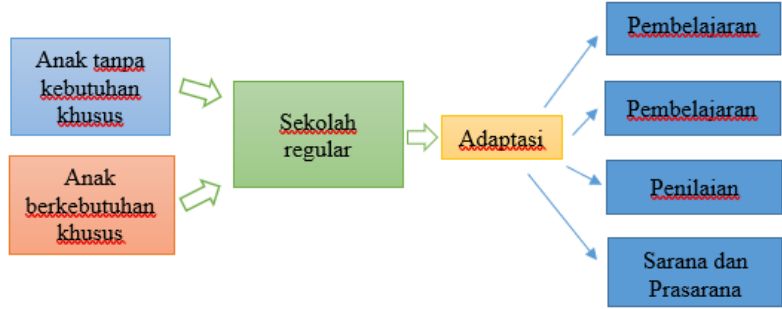 Anak tanpa
kebutuhan
khusus
Anak
berkebutuhan
khusus
Sekolah
regular
Adaptasi
Pembelajaran
Pembelajaran
Penilaian
Sarana dan
Prasarana